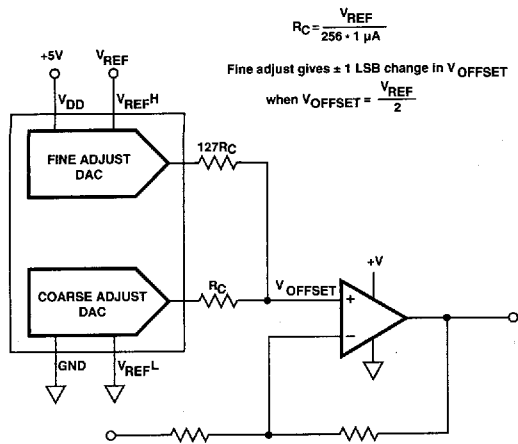 R_C = V_REF / 256 • 1 µA
Fine adjust gives ± 1 LSB change in V_OFFSET
when V_OFFSET = V_REF / 2
+5V
V_REF
V_DD
V_REF H
FINE ADJUST
DAC
127R_C
COARSE ADJUST
DAC
R_C
V_OFFSET
+V
+
−
GND
V_REF L